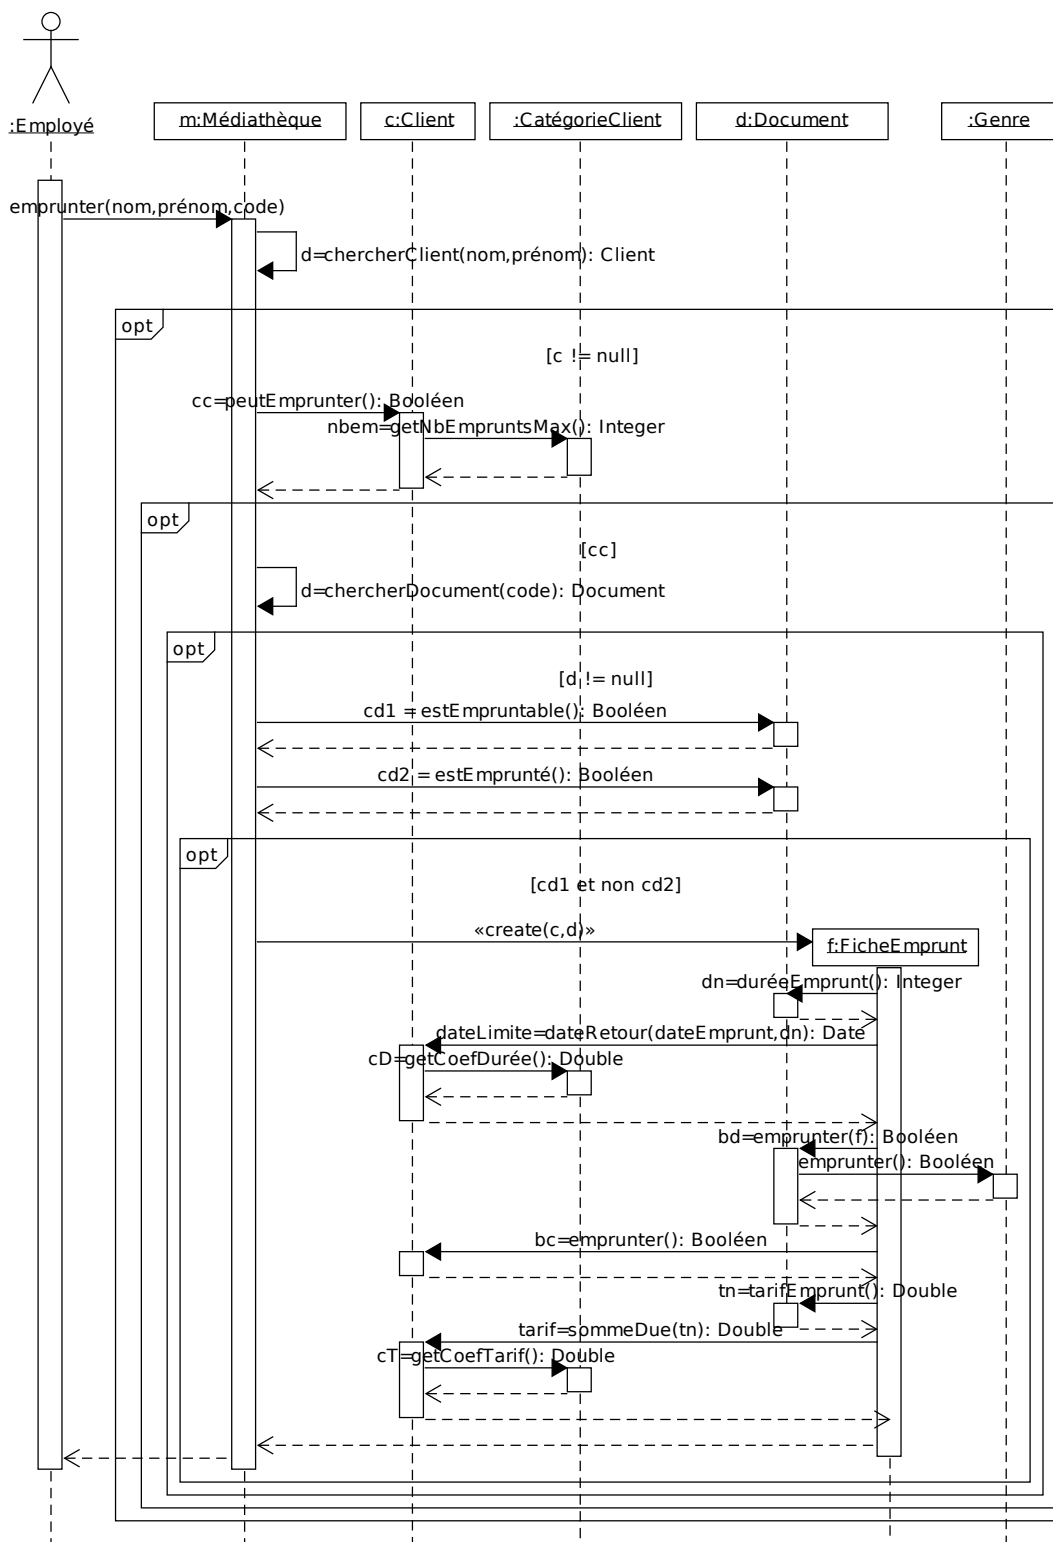 :Employé
m:Médiathèque
c:Client
:CatégorieClient
d:Document
:Genre
emprunter(nom,prénom,code)
d=chercherClient(nom,prénom): Client
opt
[c != null]
cc=peutEmprunter(): Booléen
nbem=getNbEmpruntsMax(): Integer
opt
[cc]
d=chercherDocument(code): Document
opt
[d != null]
cd1 = estEmpruntable(): Booléen
cd2 = estEmprunté(): Booléen
opt
[cd1 et non cd2]
«create(c,d)»
f:FicheEmprunt
dn=duréeEmprunt(): Integer
dateLimite=dateRetour(dateEmprunt,dn): Date
cD=getCoefDurée(): Double
bd=emprunter(f): Booléen
emprunter(): Booléen
bc=emprunter(): Booléen
tn=tarifEmprunt(): Double
tarif=sommeDue(tn): Double
cT=getCoefTarif(): Double